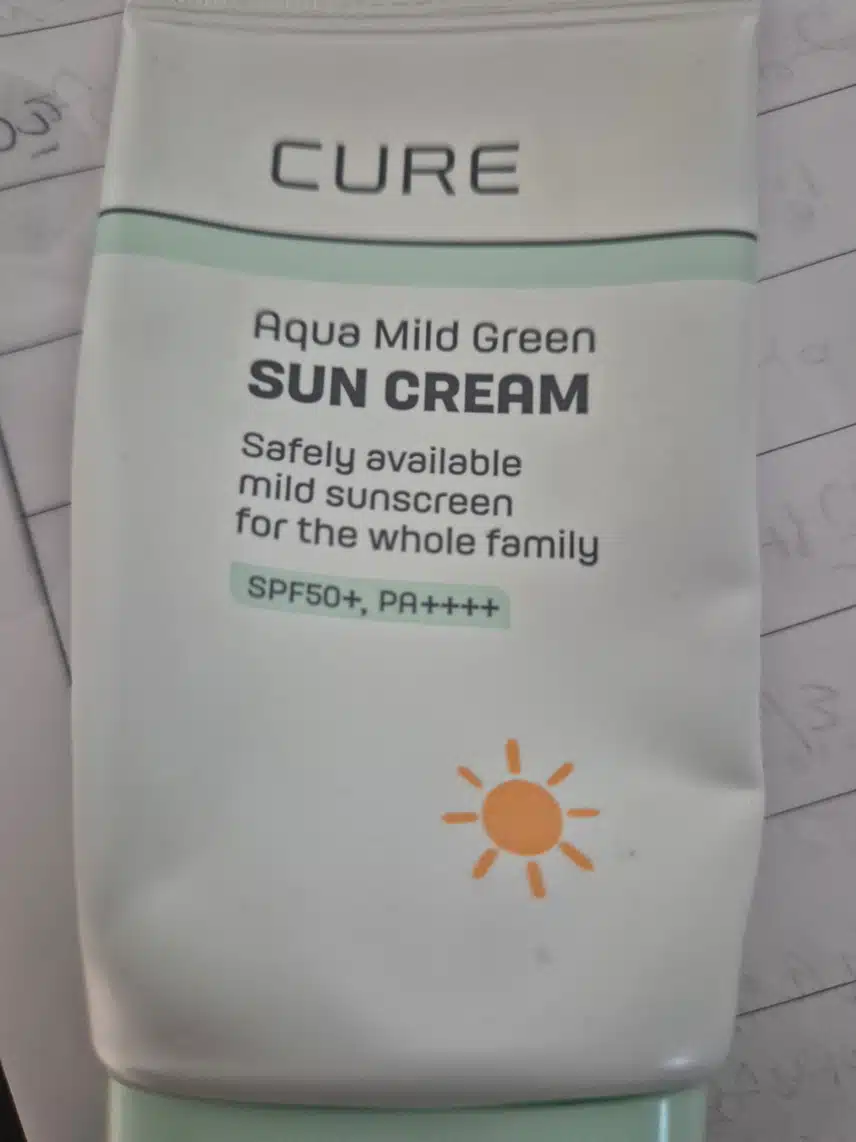 CURE
Aqua Mild Green
SUN CREAM
Safely available
mild sunscreen
for the whole family
SPF50+, PA++++